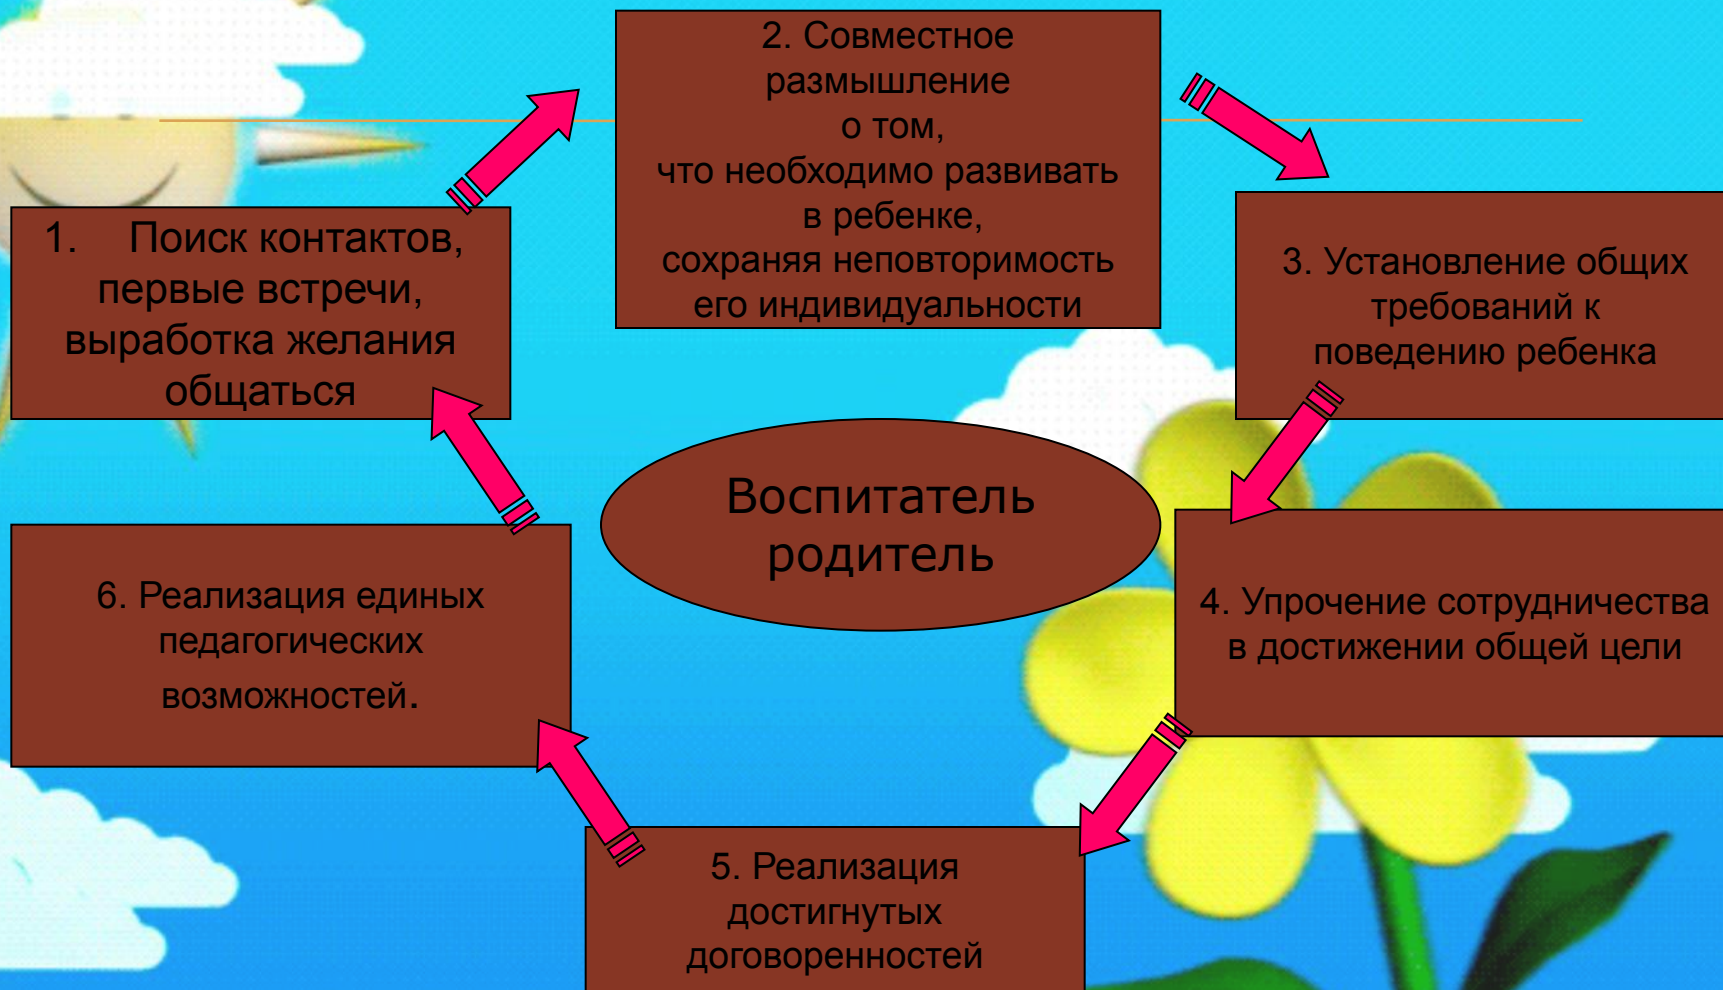 1. Поиск контактов,
первые встречи,
выработка желания
общаться
2. Совместное
размышление
о том,
что необходимо развивать
в ребенке,
сохраняя неповторимость
его индивидуальности
3. Установление общих
требований к
поведению ребенка
4. Упрочение сотрудничества
в достижении общей цели
5. Реализация
достигнутых
договоренностей
6. Реализация единых
педагогических
возможностей.
Воспитатель
родитель